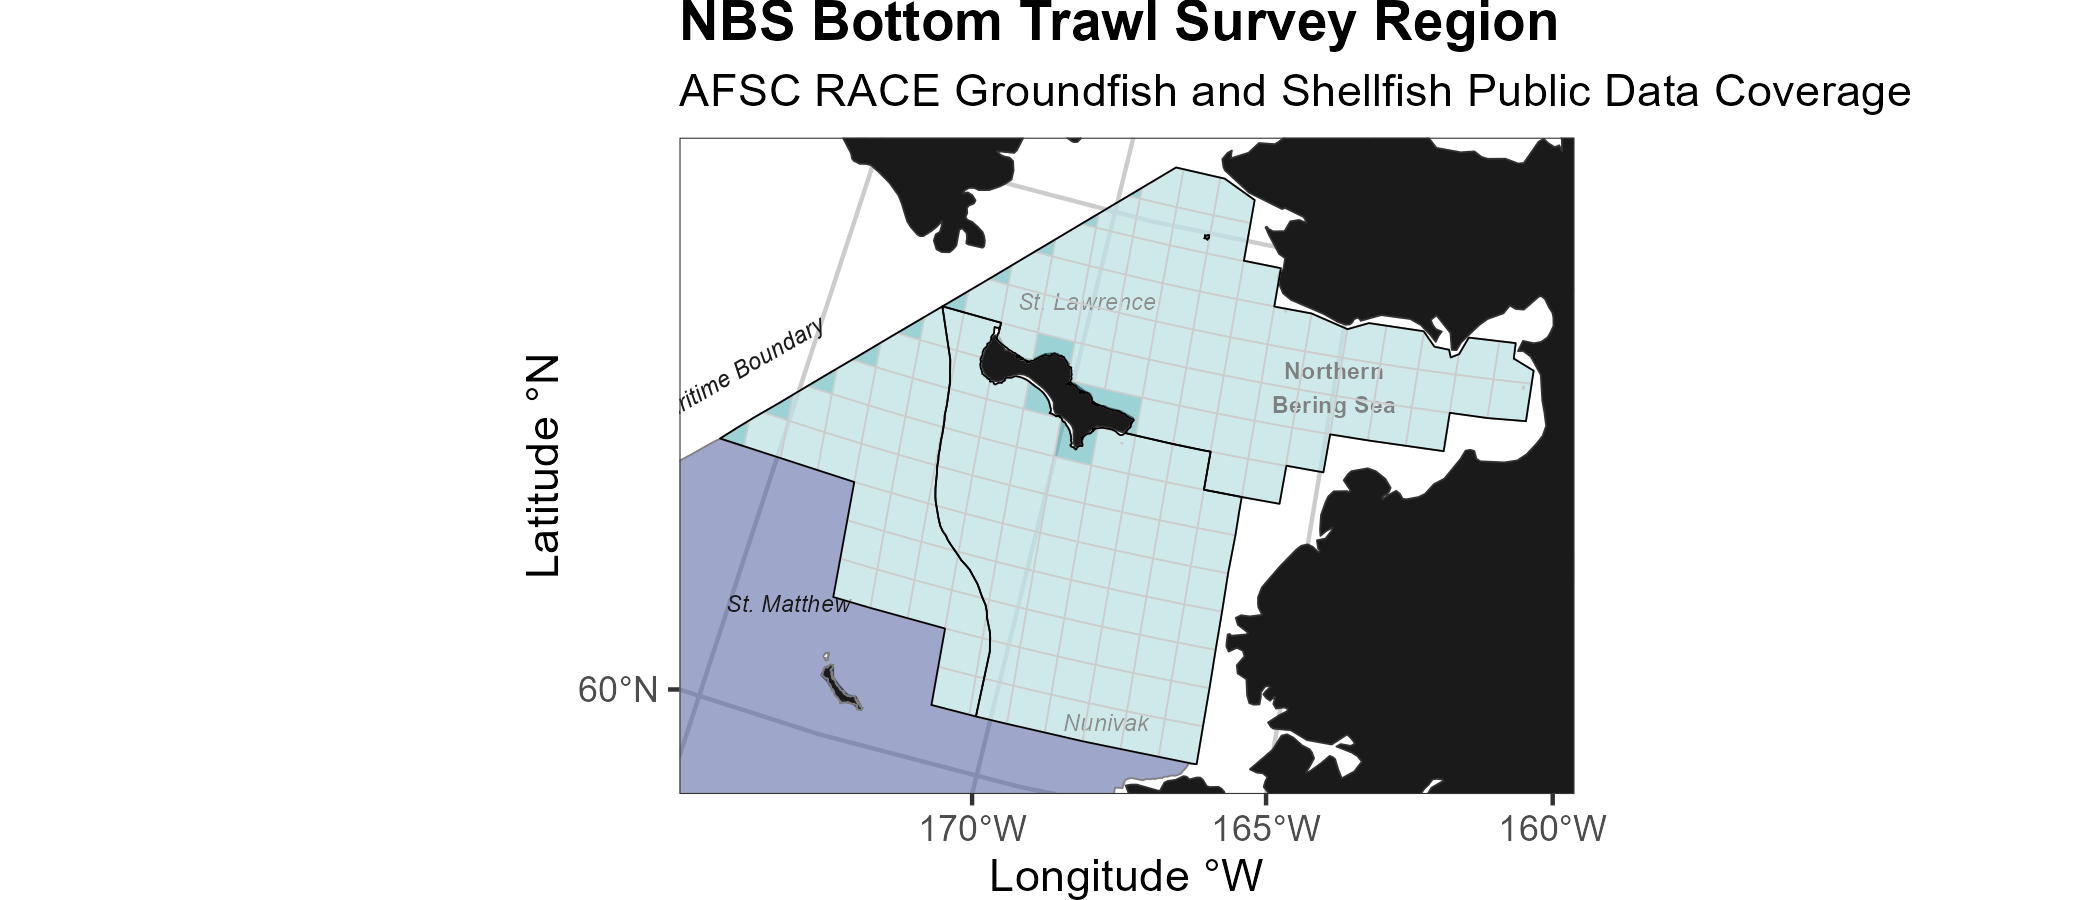 NBS Bottom Trawl Survey Region
AFSC RACE Groundfish and Shellfish Public Data Coverage
St. Lawrence
ritime Boundary
Northern
Bering Sea
Latitude °N
St. Matthew
60°N
Nunivak
170°W
165°W
160°W
Longitude °W